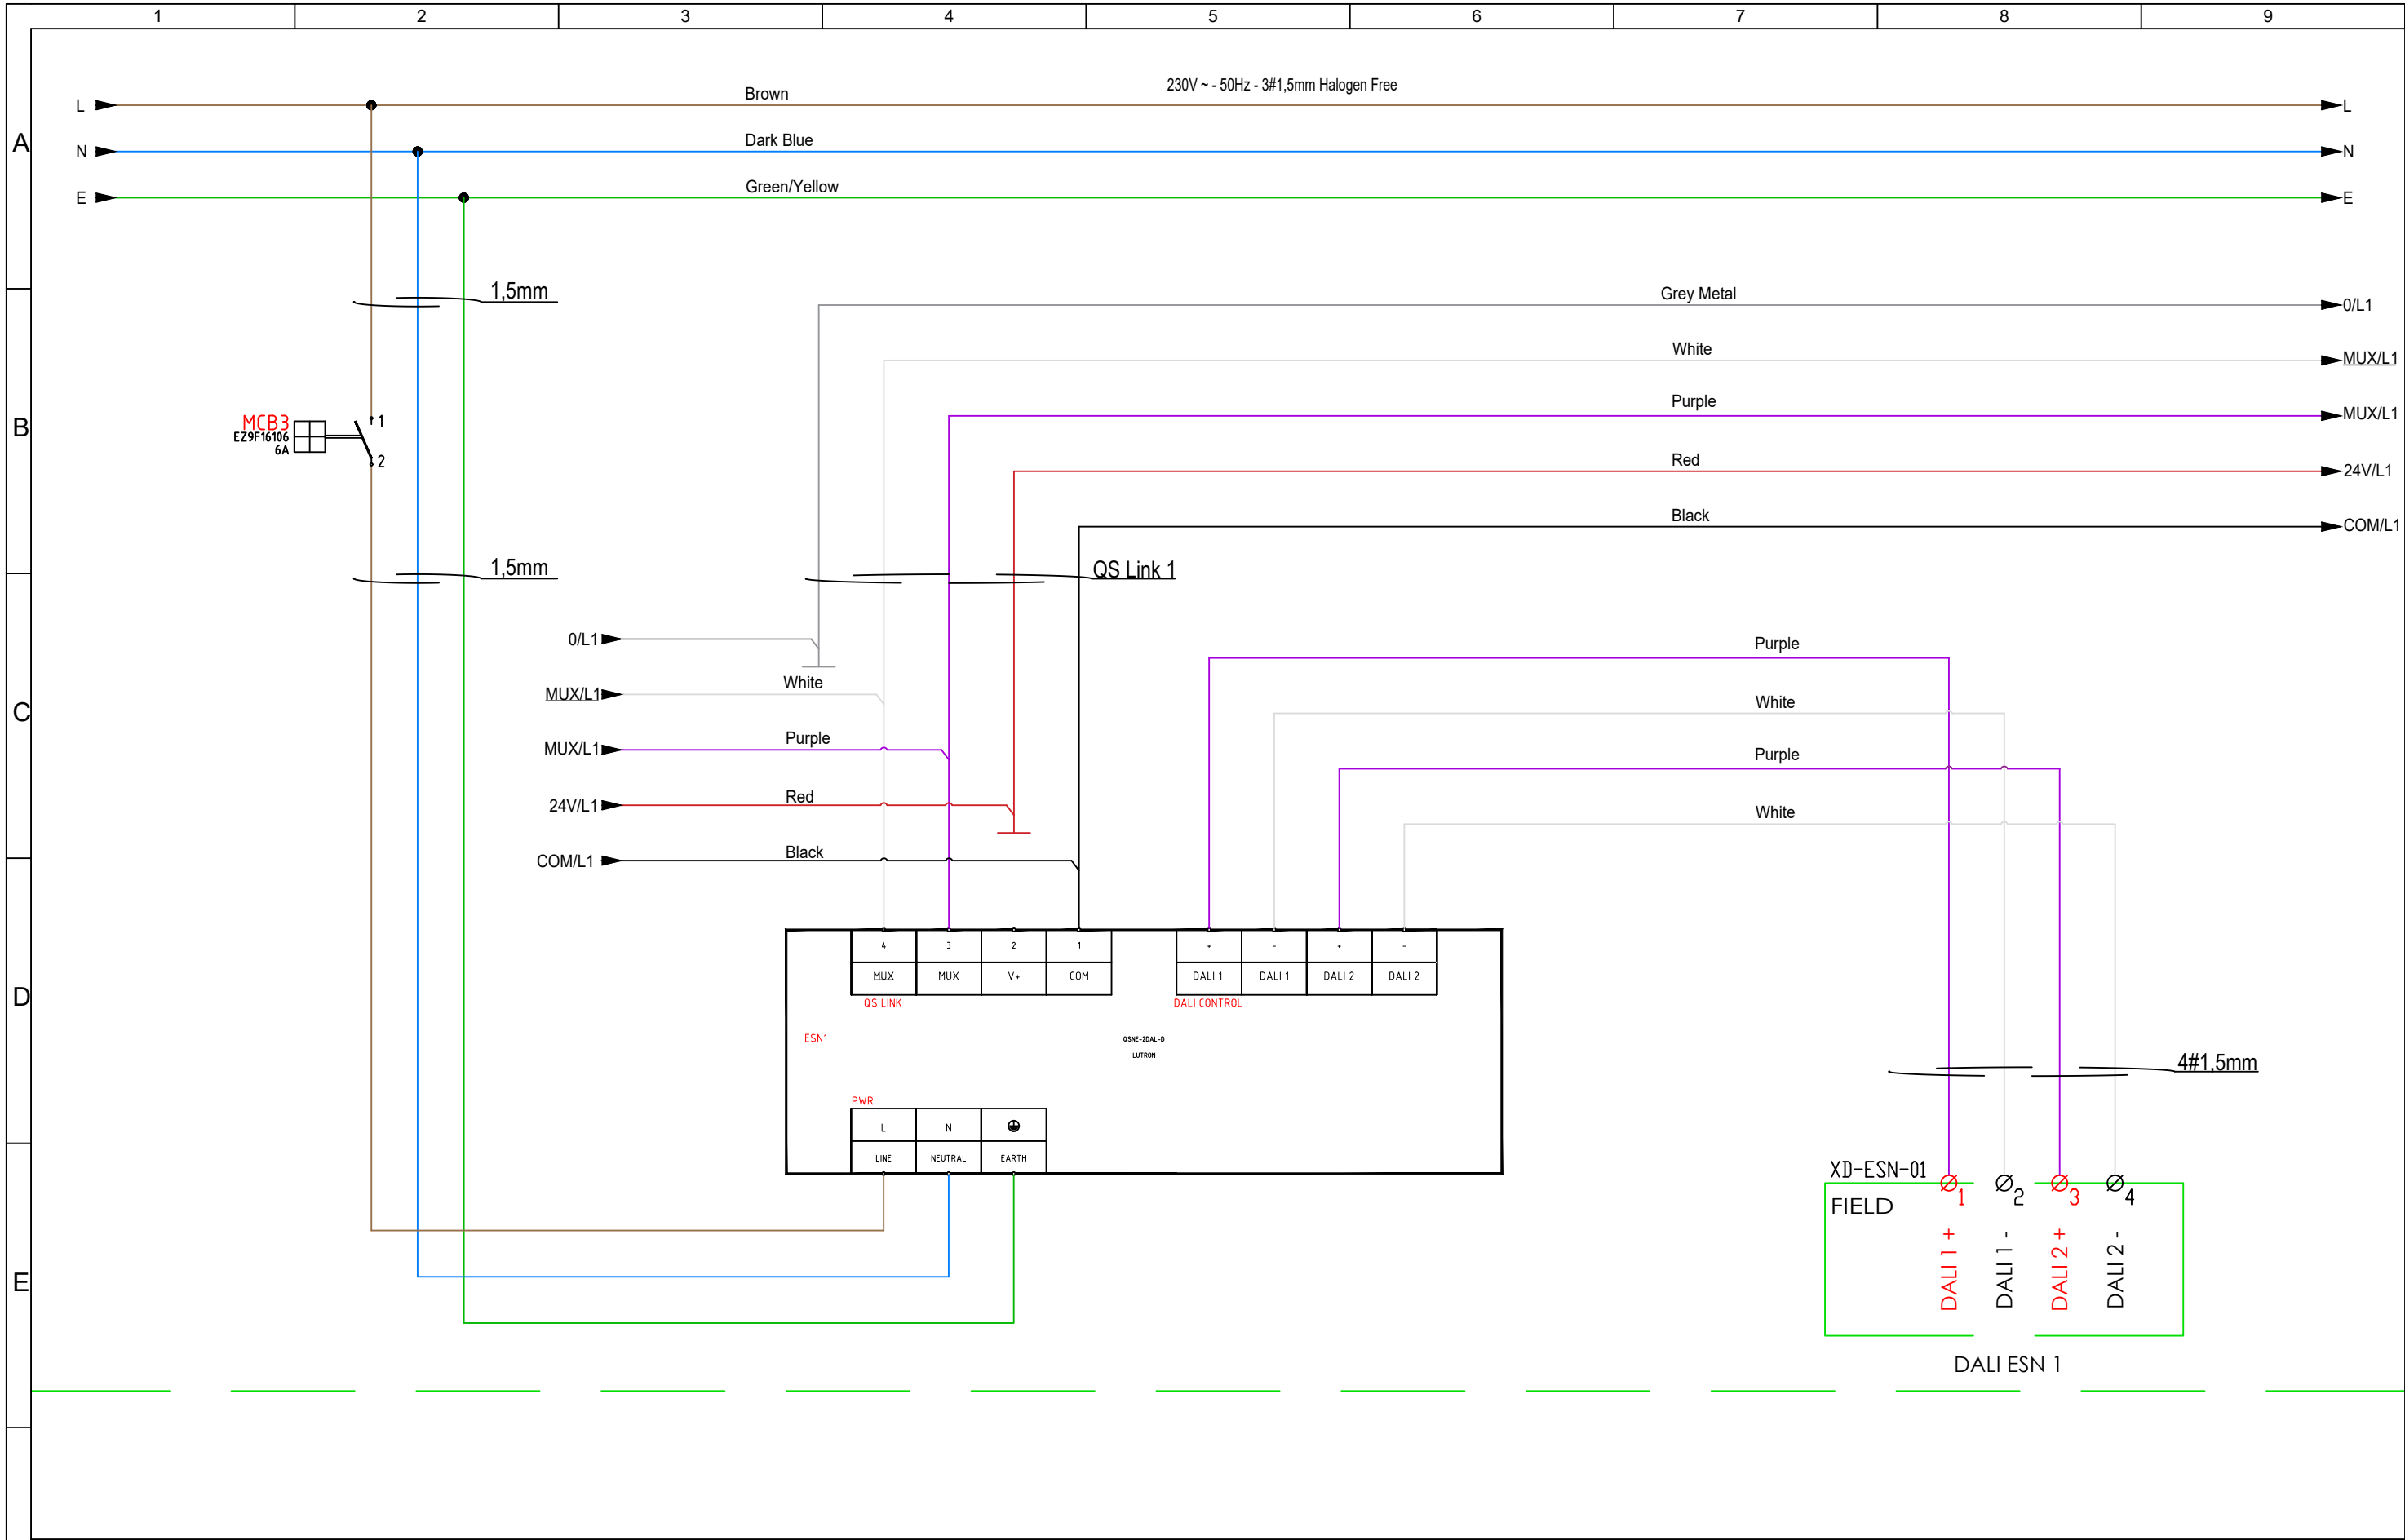 1 2 3 4 5 6 7 8 9
230V ~ - 50Hz - 3#1,5mm Halogen Free
L Brown L
A
N Dark Blue N
E Green/Yellow E
1,5mm
Grey Metal 0/L1
White MUX/L1
Purple MUX/L1
B
MCB3
EZ9F16106
6A
1
2
Red 24V/L1
Black COM/L1
1,5mm
QS Link 1
0/L1
Purple
MUX/L1 White
White
C
MUX/L1 Purple
Purple
24V/L1 Red
White
COM/L1 Black
4 3 2 1 + - + -
MUX MUX V+ COM DALI 1 DALI 1 DALI 2 DALI 2
QS LINK DALI CONTROL
D
ESN1
QSNE-2DAL-D
LUTRON
4#1,5mm
PWR
L N
LINE NEUTRAL EARTH
XD-ESN-01
FIELD
1 2 3 4
DALI 1 +
DALI 1 -
DALI 2 +
DALI 2 -
E
DALI ESN 1